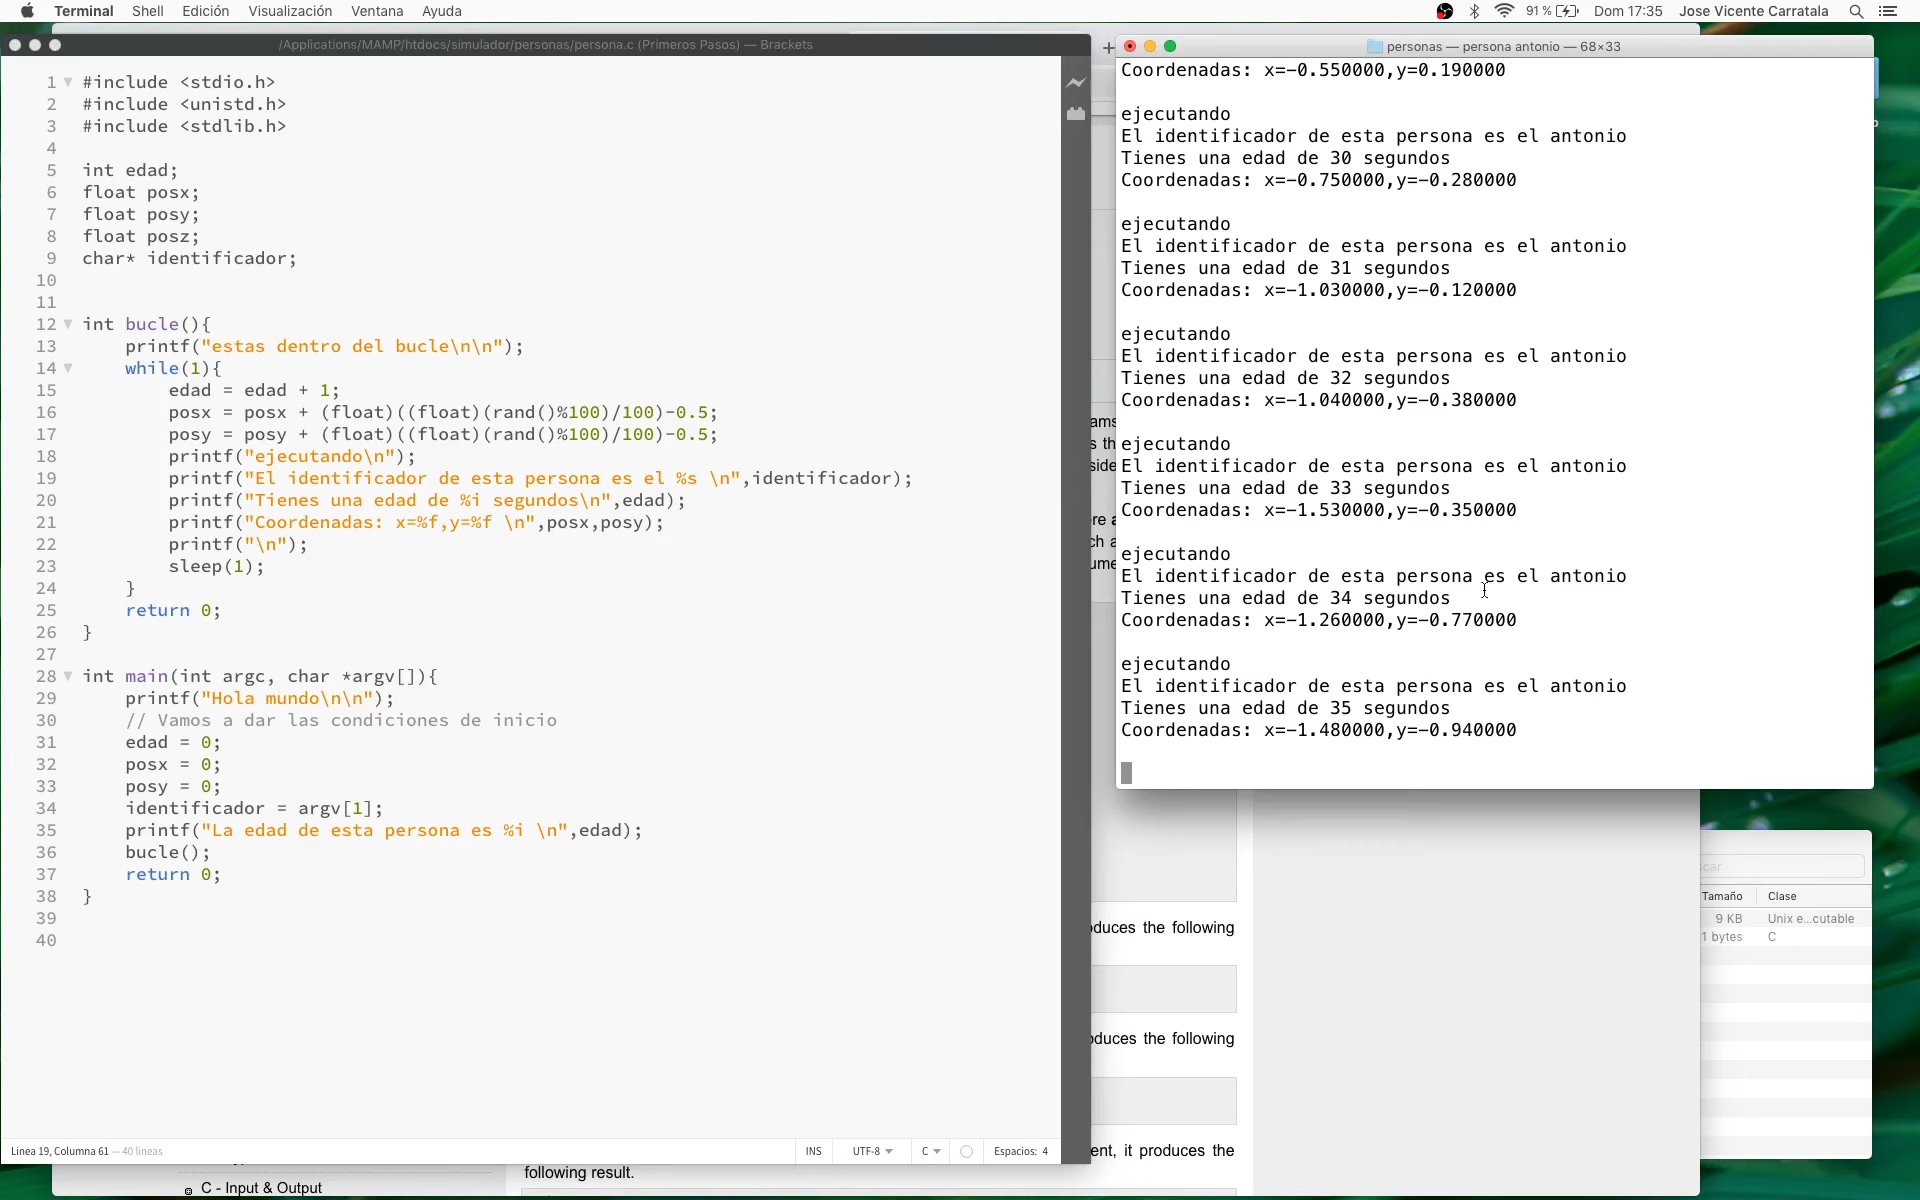 Terminal Shell Edición Visualización Ventana Ayuda 91 % Dom 17:35 Jose Vicente Carratala
/Applications/MAMP/htdocs/simulador/personas/persona.c (Primeros Pasos) — Brackets
1 #include <stdio.h>
2 #include <unistd.h>
3 #include <stdlib.h>
4
5 int edad;
6 float posx;
7 float posy;
8 float posz;
9 char* identificador;
10
11
12 int bucle(){
13 printf("estas dentro del bucle\n\n");
14 while(1){
15 edad = edad + 1;
16 posx = posx + (float)((float)(rand()%100)/100)-0.5;
17 posy = posy + (float)((float)(rand()%100)/100)-0.5;
18 printf("ejecutando\n");
19 printf("El identificador de esta persona es el %s \n",identificador);
20 printf("Tienes una edad de %i segundos\n",edad);
21 printf("Coordenadas: x=%f,y=%f \n",posx,posy);
22 printf("\n");
23 sleep(1);
24 }
25 return 0;
26 }
27
28 int main(int argc, char *argv[]){
29 printf("Hola mundo\n\n");
30 // Vamos a dar las condiciones de inicio
31 edad = 0;
32 posx = 0;
33 posy = 0;
34 identificador = argv[1];
35 printf("La edad de esta persona es %i \n",edad);
36 bucle();
37 return 0;
38 }
39
40
Línea 19, Columna 61 — 40 líneas INS UTF-8 C Espacios: 4
personas — persona antonio — 68×33
Coordenadas: x=-0.550000,y=0.190000
ejecutando
El identificador de esta persona es el antonio
Tienes una edad de 30 segundos
Coordenadas: x=-0.750000,y=-0.280000
ejecutando
El identificador de esta persona es el antonio
Tienes una edad de 31 segundos
Coordenadas: x=-1.030000,y=-0.120000
ejecutando
El identificador de esta persona es el antonio
Tienes una edad de 32 segundos
Coordenadas: x=-1.040000,y=-0.380000
ejecutando
El identificador de esta persona es el antonio
Tienes una edad de 33 segundos
Coordenadas: x=-1.530000,y=-0.350000
ejecutando
El identificador de esta persona es el antonio
Tienes una edad de 34 segundos
Coordenadas: x=-1.260000,y=-0.770000
ejecutando
El identificador de esta persona es el antonio
Tienes una edad de 35 segundos
Coordenadas: x=-1.480000,y=-0.940000
Tamaño Clase
9 KB Unix e...cutable
1 bytes C
the following
the following
it produces the
following result.
C - Input & Output